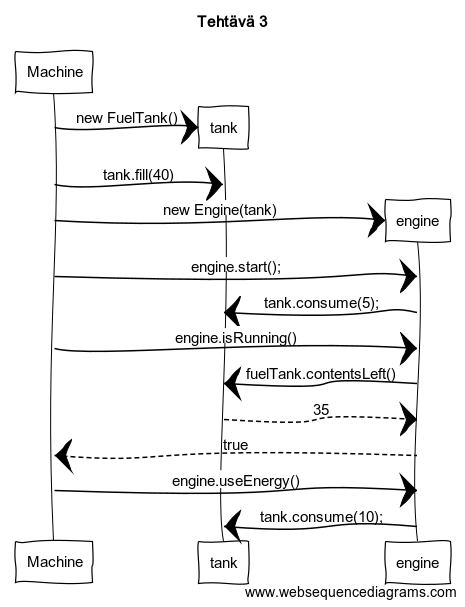 Tehtävä 3
Machine
new FuelTank()
tank
tank.fill(40)
new Engine(tank)
engine
engine.start();
tank.consume(5);
engine.isRunning()
fuelTank.contentsLeft()
35
true
engine.useEnergy()
tank.consume(10);
Machine
tank
engine
www.websequencediagrams.com